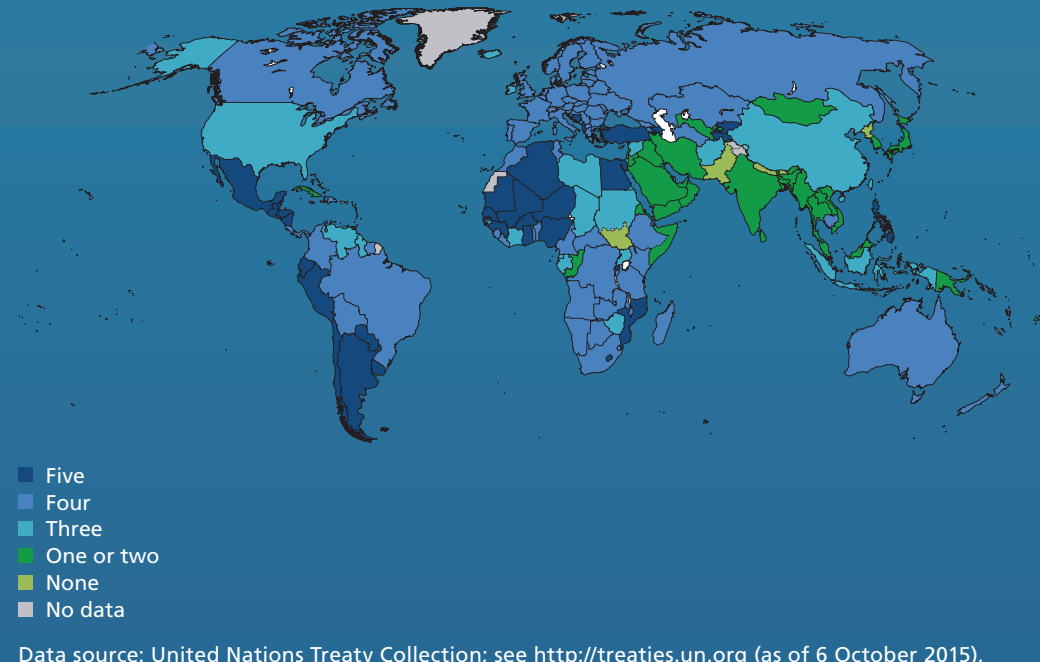 Five
Four
Three
One or two
None
No data
Data source: United Nations Treaty Collection; see http://treaties.un.org (as of 6 October 2015).